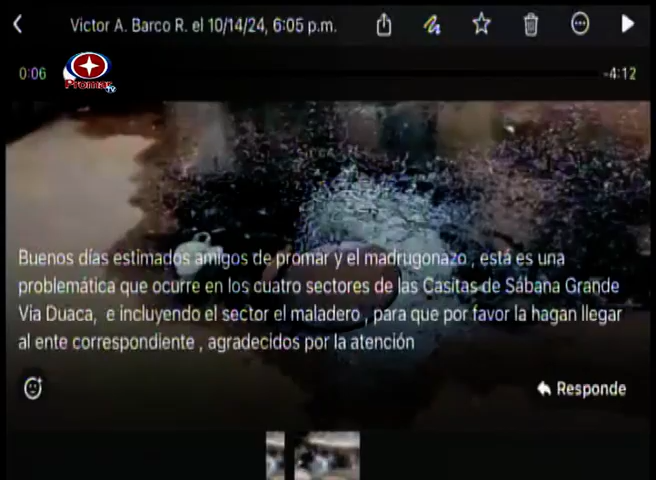 Victor A. Barco R. el 10/14/24, 6:05 p.m.
0:06
-4:12
Promar
TV
Buenos días estimados amigos de promar y el madrugonazo , está es una
problemática que ocurre en los cuatro sectores de las Casitas de Sábana Grande
Via Duaca, e incluyendo el sector el maladero , para que por favor la hagan llegar
al ente correspondiente , agradecidos por la atención
Responde